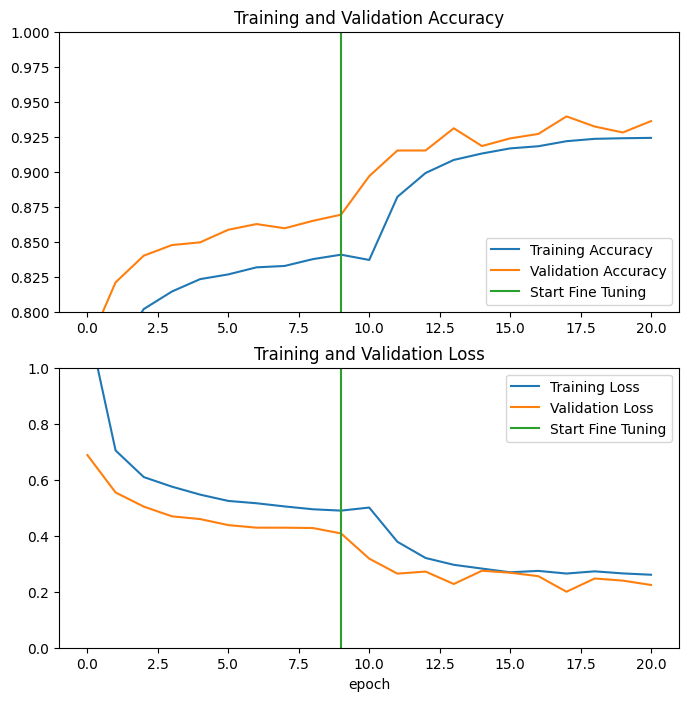 Training and Validation Accuracy
1.000
0.975
0.950
0.925
0.900
0.875
0.850
0.825
0.800
Training Accuracy
Validation Accuracy
Start Fine Tuning
0.0 2.5 5.0 7.5 10.0 12.5 15.0 17.5 20.0
Training and Validation Loss
1.0
0.8
0.6
0.4
0.2
0.0
Training Loss
Validation Loss
Start Fine Tuning
0.0 2.5 5.0 7.5 10.0 12.5 15.0 17.5 20.0
epoch